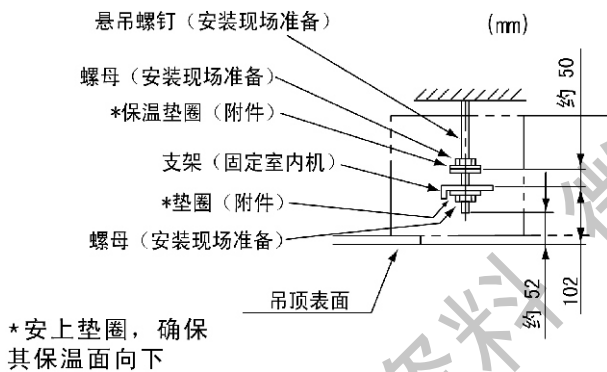 悬吊螺钉（安装现场准备）
(mm)
螺母（安装现场准备）
*保温垫圈（附件）
支架（固定室内机）
*垫圈（附件）
螺母（安装现场准备）
吊顶表面
约 50
约 52
102
*安上垫圈，确保
其保温面向下
资料